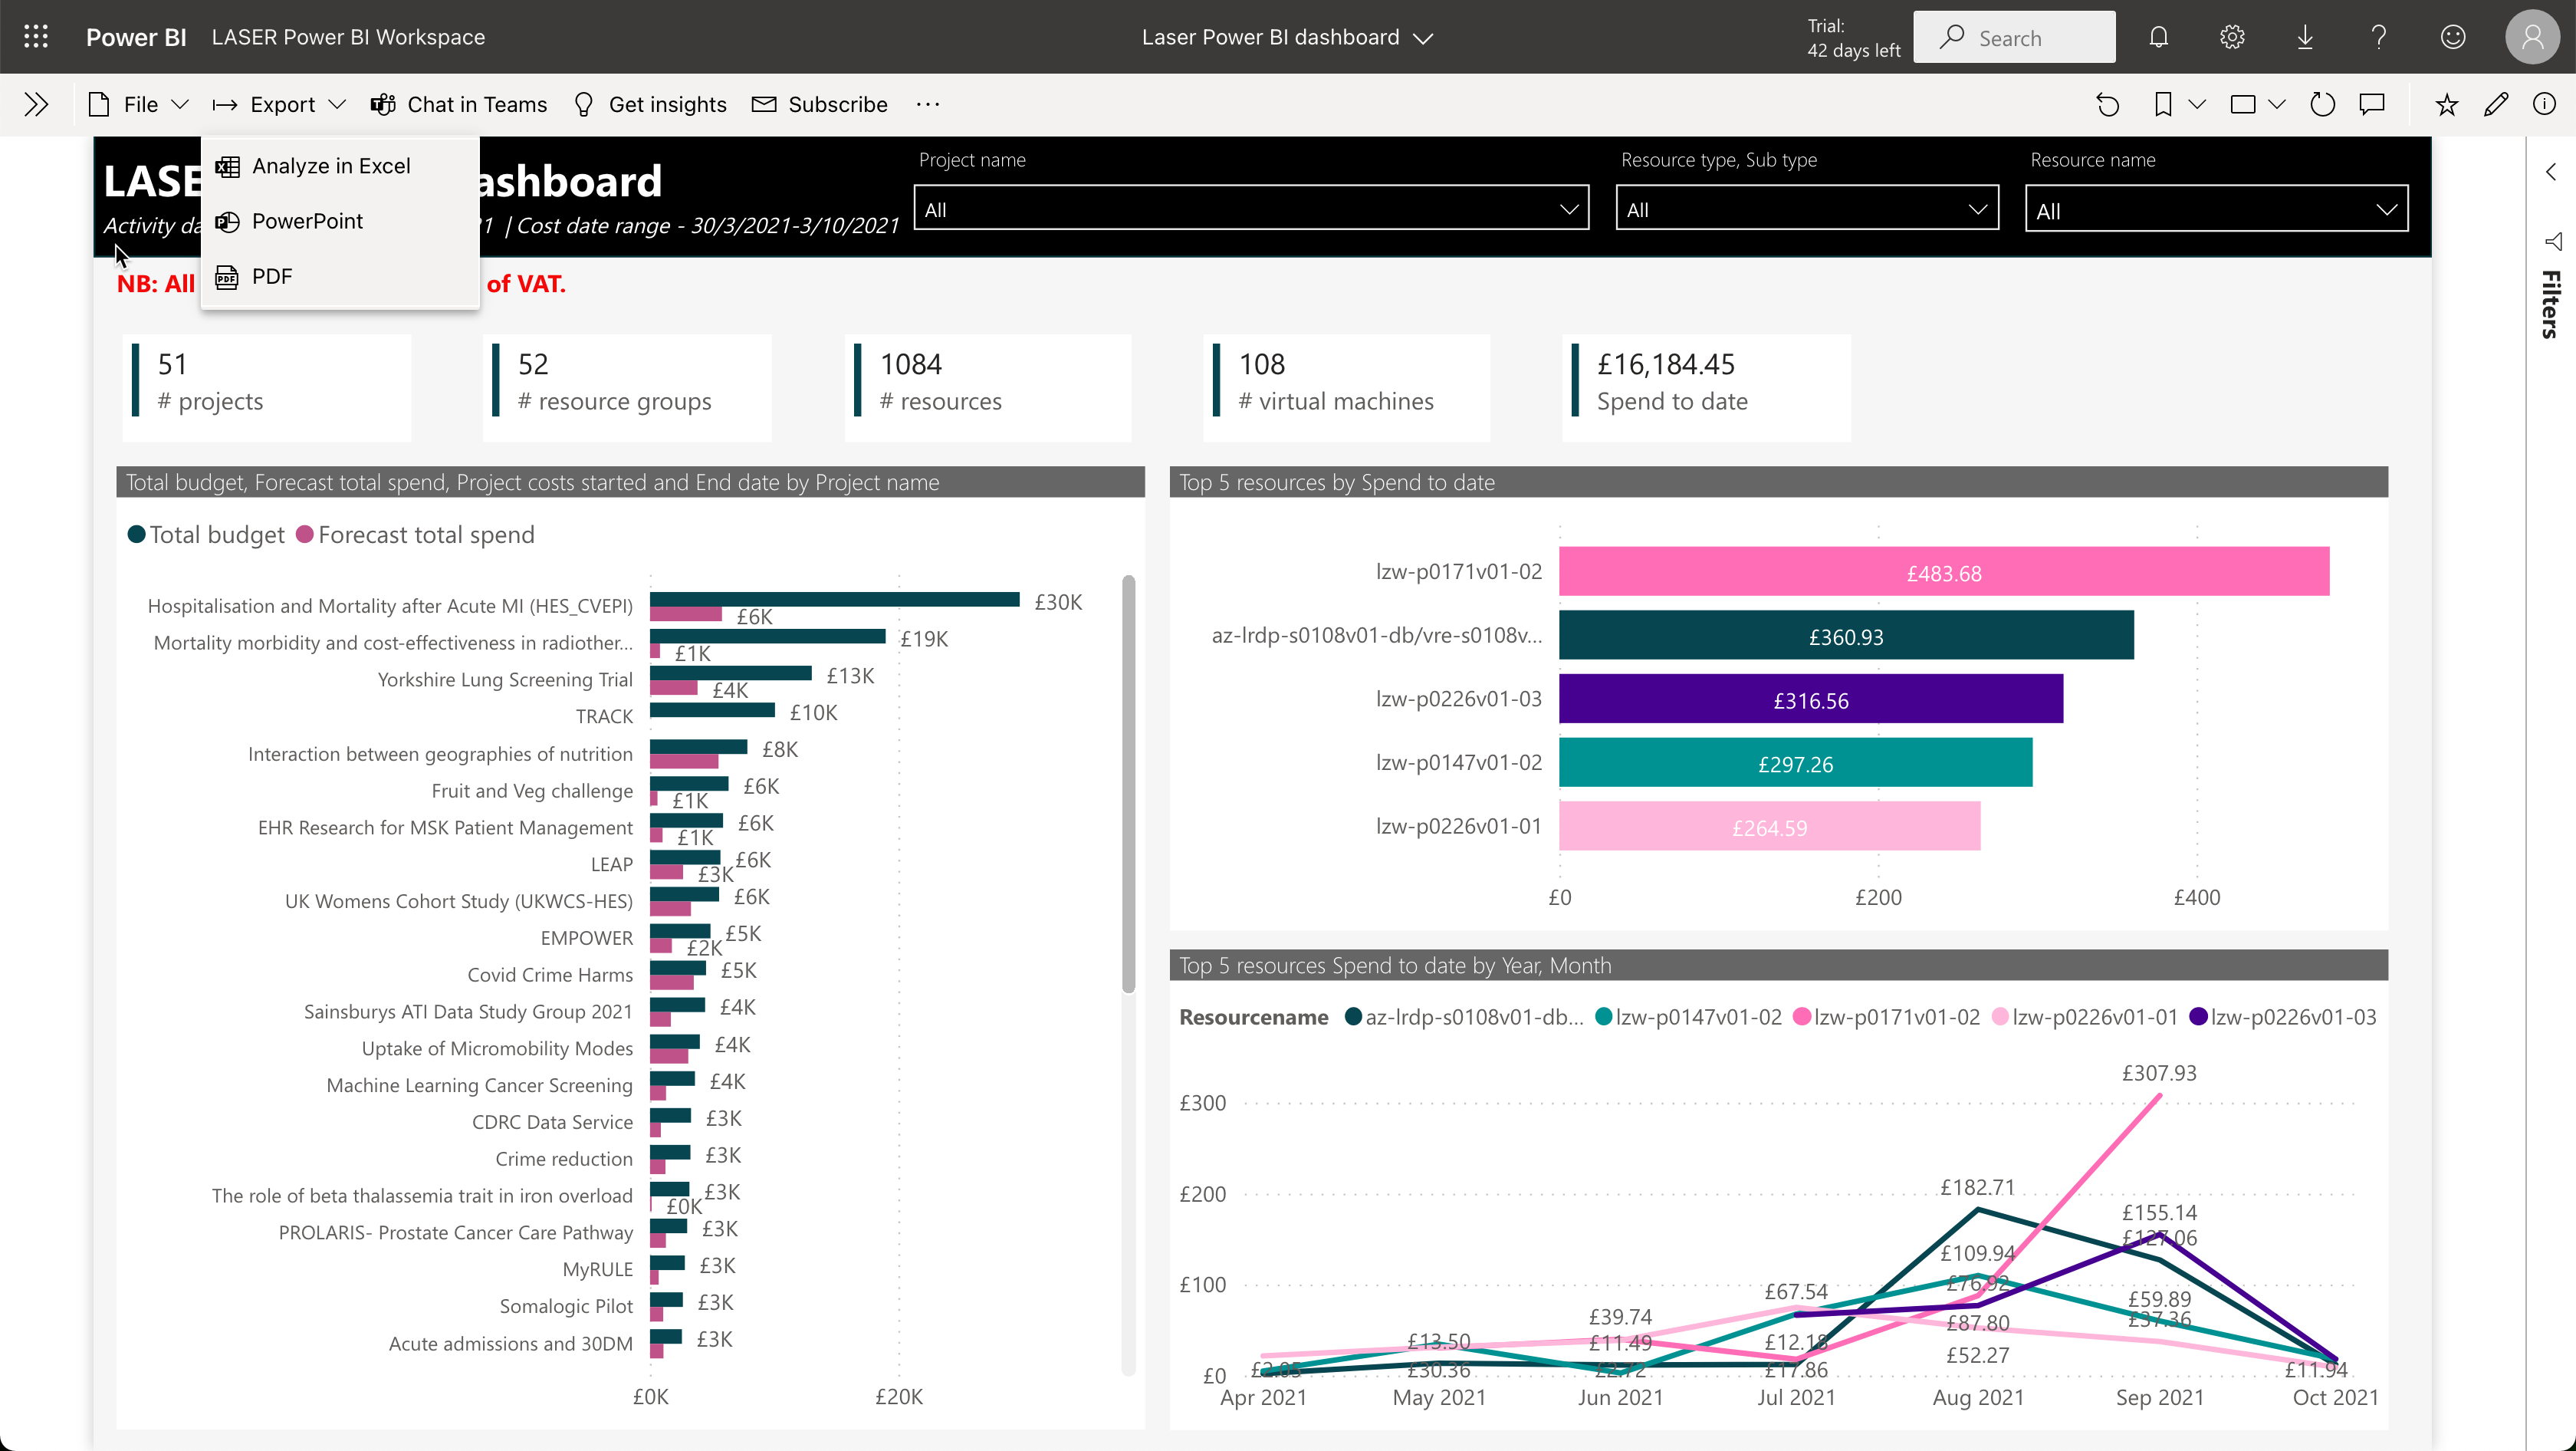 Power BI LASER Power BI Workspace
Laser Power BI dashboard
Trial:
42 days left
Search
File Export Chat in Teams Get insights Subscribe ...
Analyze in Excel
PowerPoint
PDF
LASE ashboard
Activity da 1 | Cost date range - 30/3/2021-3/10/2021
Project name
All
Resource type, Sub type
All
Resource name
All
Filters
NB: All of VAT.
51
# projects
52
# resource groups
1084
# resources
108
# virtual machines
£16,184.45
Spend to date
Total budget, Forecast total spend, Project costs started and End date by Project name
Total budget Forecast total spend
Hospitalisation and Mortality after Acute MI (HES_CVEPI) £30K
£6K
Mortality morbidity and cost-effectiveness in radiother... £19K
£1K
Yorkshire Lung Screening Trial £13K
£4K
TRACK £10K
Interaction between geographies of nutrition £8K
Fruit and Veg challenge £6K
£1K
EHR Research for MSK Patient Management £6K
£1K
LEAP £6K
£3K
UK Womens Cohort Study (UKWCS-HES) £6K
EMPOWER £5K
£2K
Covid Crime Harms £5K
Sainsburys ATI Data Study Group 2021 £4K
Uptake of Micromobility Modes £4K
Machine Learning Cancer Screening £4K
CDRC Data Service £3K
Crime reduction £3K
The role of beta thalassemia trait in iron overload £3K
£0K
PROLARIS- Prostate Cancer Care Pathway £3K
MyRULE £3K
Somalogic Pilot £3K
Acute admissions and 30DM £3K
£0K £20K
Top 5 resources by Spend to date
lzw-p0171v01-02 £483.68
az-lrdp-s0108v01-db/vre-s0108v... £360.93
lzw-p0226v01-03 £316.56
lzw-p0147v01-02 £297.26
lzw-p0226v01-01 £264.59
£0 £200 £400
Top 5 resources Spend to date by Year, Month
Resourcename az-lrdp-s0108v01-db... lzw-p0147v01-02 lzw-p0171v01-02 lzw-p0226v01-01 lzw-p0226v01-03
£307.93
£300
£200
£182.71
£155.14
£127.06
£109.94
£100
£76.92
£67.54
£59.89
£37.36
£39.74
£87.80
£13.50 £11.49 £12.18
£52.27
£2.05 £30.36 £2.72 £17.86 £11.94
£0
Apr 2021 May 2021 Jun 2021 Jul 2021 Aug 2021 Sep 2021 Oct 2021